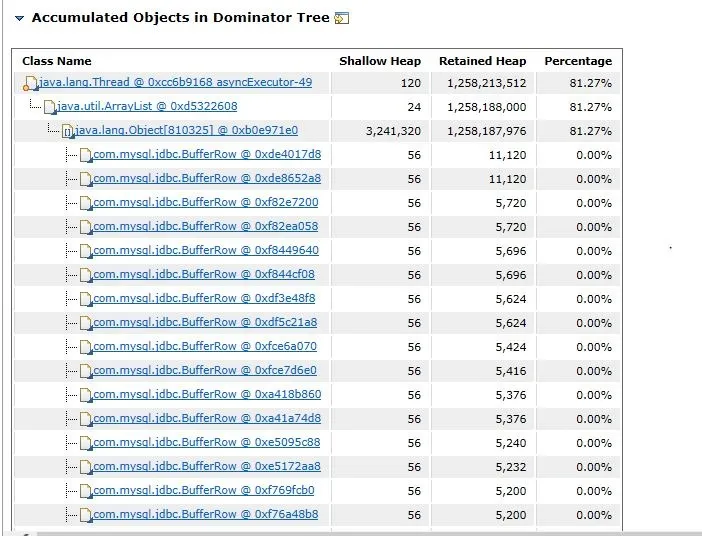 Accumulated Objects in Dominator Tree
Class Name Shallow Heap Retained Heap Percentage
java.lang.Thread @ 0xcc6b9168 asyncExecutor-49 120 1,258,213,512 81.27%
java.util.ArrayList @ 0xd5322608 24 1,258,188,000 81.27%
java.lang.Object[810325] @ 0xb0e971e0 3,241,320 1,258,187,976 81.27%
com.mysql.jdbc.BufferRow @ 0xde4017d8 56 11,120 0.00%
com.mysql.jdbc.BufferRow @ 0xde8652a8 56 11,120 0.00%
com.mysql.jdbc.BufferRow @ 0xf82e7200 56 5,720 0.00%
com.mysql.jdbc.BufferRow @ 0xf82ea058 56 5,720 0.00%
com.mysql.jdbc.BufferRow @ 0xf8449640 56 5,696 0.00%
com.mysql.jdbc.BufferRow @ 0xf844cf08 56 5,696 0.00%
com.mysql.jdbc.BufferRow @ 0xdf3e48f8 56 5,624 0.00%
com.mysql.jdbc.BufferRow @ 0xdf5c21a8 56 5,624 0.00%
com.mysql.jdbc.BufferRow @ 0xfce6a070 56 5,424 0.00%
com.mysql.jdbc.BufferRow @ 0xfce7d6e0 56 5,416 0.00%
com.mysql.jdbc.BufferRow @ 0xa418b860 56 5,376 0.00%
com.mysql.jdbc.BufferRow @ 0xa41a74d8 56 5,376 0.00%
com.mysql.jdbc.BufferRow @ 0xe5095c88 56 5,240 0.00%
com.mysql.jdbc.BufferRow @ 0xe5172aa8 56 5,232 0.00%
com.mysql.jdbc.BufferRow @ 0xf769fcb0 56 5,200 0.00%
com.mysql.jdbc.BufferRow @ 0xf76a48b8 56 5,200 0.00%